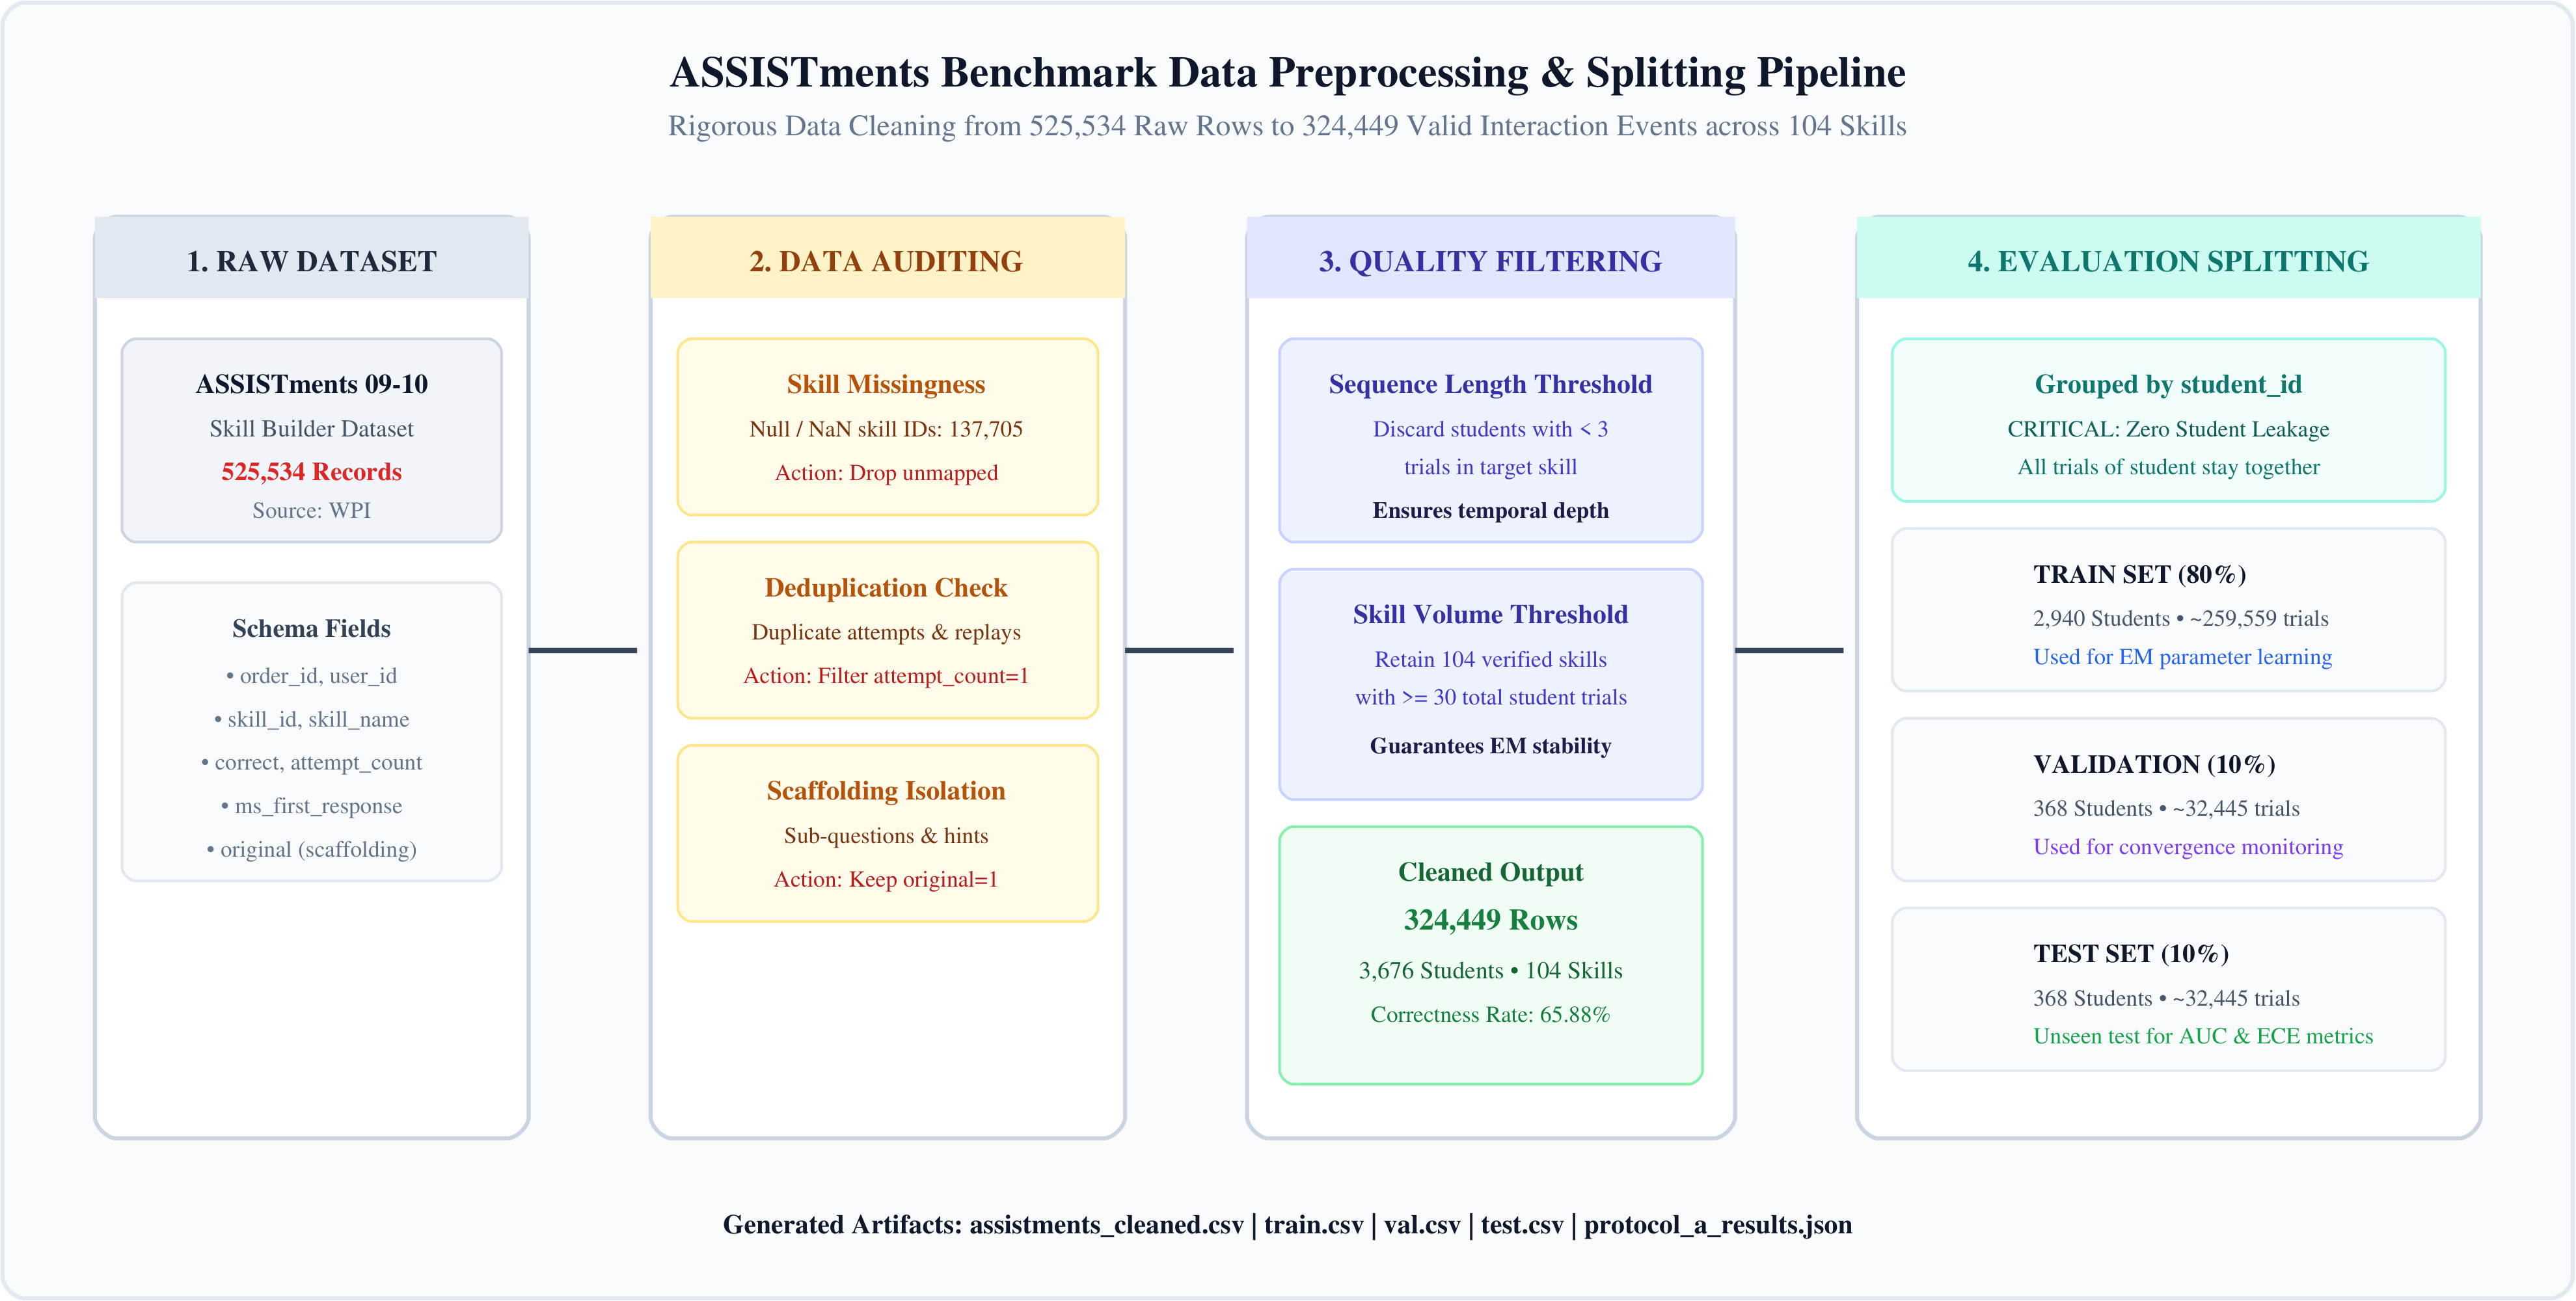 ASSISTments Benchmark Data Preprocessing & Splitting Pipeline
Rigorous Data Cleaning from 525,534 Raw Rows to 324,449 Valid Interaction Events across 104 Skills
1. RAW DATASET
ASSISTments 09-10
Skill Builder Dataset
525,534 Records
Source: WPI
Schema Fields
• order_id, user_id
• skill_id, skill_name
• correct, attempt_count
• ms_first_response
• original (scaffolding)
2. DATA AUDITING
Skill Missingness
Null / NaN skill IDs: 137,705
Action: Drop unmapped
Deduplication Check
Duplicate attempts & replays
Action: Filter attempt_count=1
Scaffolding Isolation
Sub-questions & hints
Action: Keep original=1
3. QUALITY FILTERING
Sequence Length Threshold
Discard students with < 3
trials in target skill
Ensures temporal depth
Skill Volume Threshold
Retain 104 verified skills
with >= 30 total student trials
Guarantees EM stability
Cleaned Output
324,449 Rows
3,676 Students • 104 Skills
Correctness Rate: 65.88%
4. EVALUATION SPLITTING
Grouped by student_id
CRITICAL: Zero Student Leakage
All trials of student stay together
TRAIN SET (80%)
2,940 Students • ~259,559 trials
Used for EM parameter learning
VALIDATION (10%)
368 Students • ~32,445 trials
Used for convergence monitoring
TEST SET (10%)
368 Students • ~32,445 trials
Unseen test for AUC & ECE metrics
Generated Artifacts: assistments_cleaned.csv | train.csv | val.csv | test.csv | protocol_a_results.json